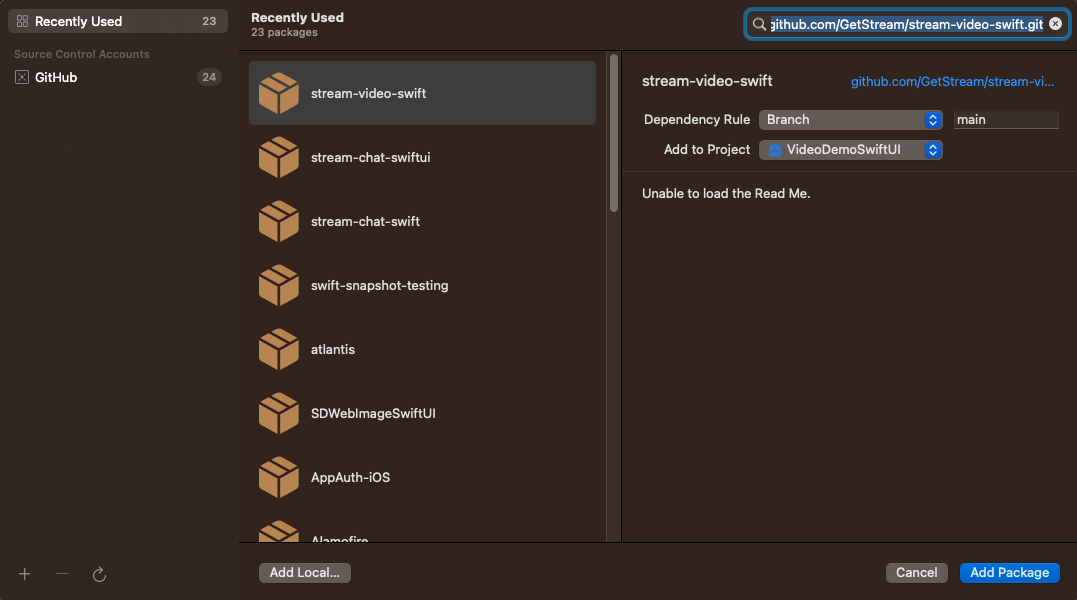 Recently Used 23
Source Control Accounts
GitHub 24
Recently Used
23 packages
github.com/GetStream/stream-video-swift.git
stream-video-swift
stream-chat-swiftui
stream-chat-swift
swift-snapshot-testing
atlantis
SDWebImageSwiftUI
AppAuth-iOS
Alamofire
stream-video-swift github.com/GetStream/stream-vi...
Dependency Rule Branch main
Add to Project VideoDemoSwiftUI
Unable to load the Read Me.
Add Local... Cancel Add Package